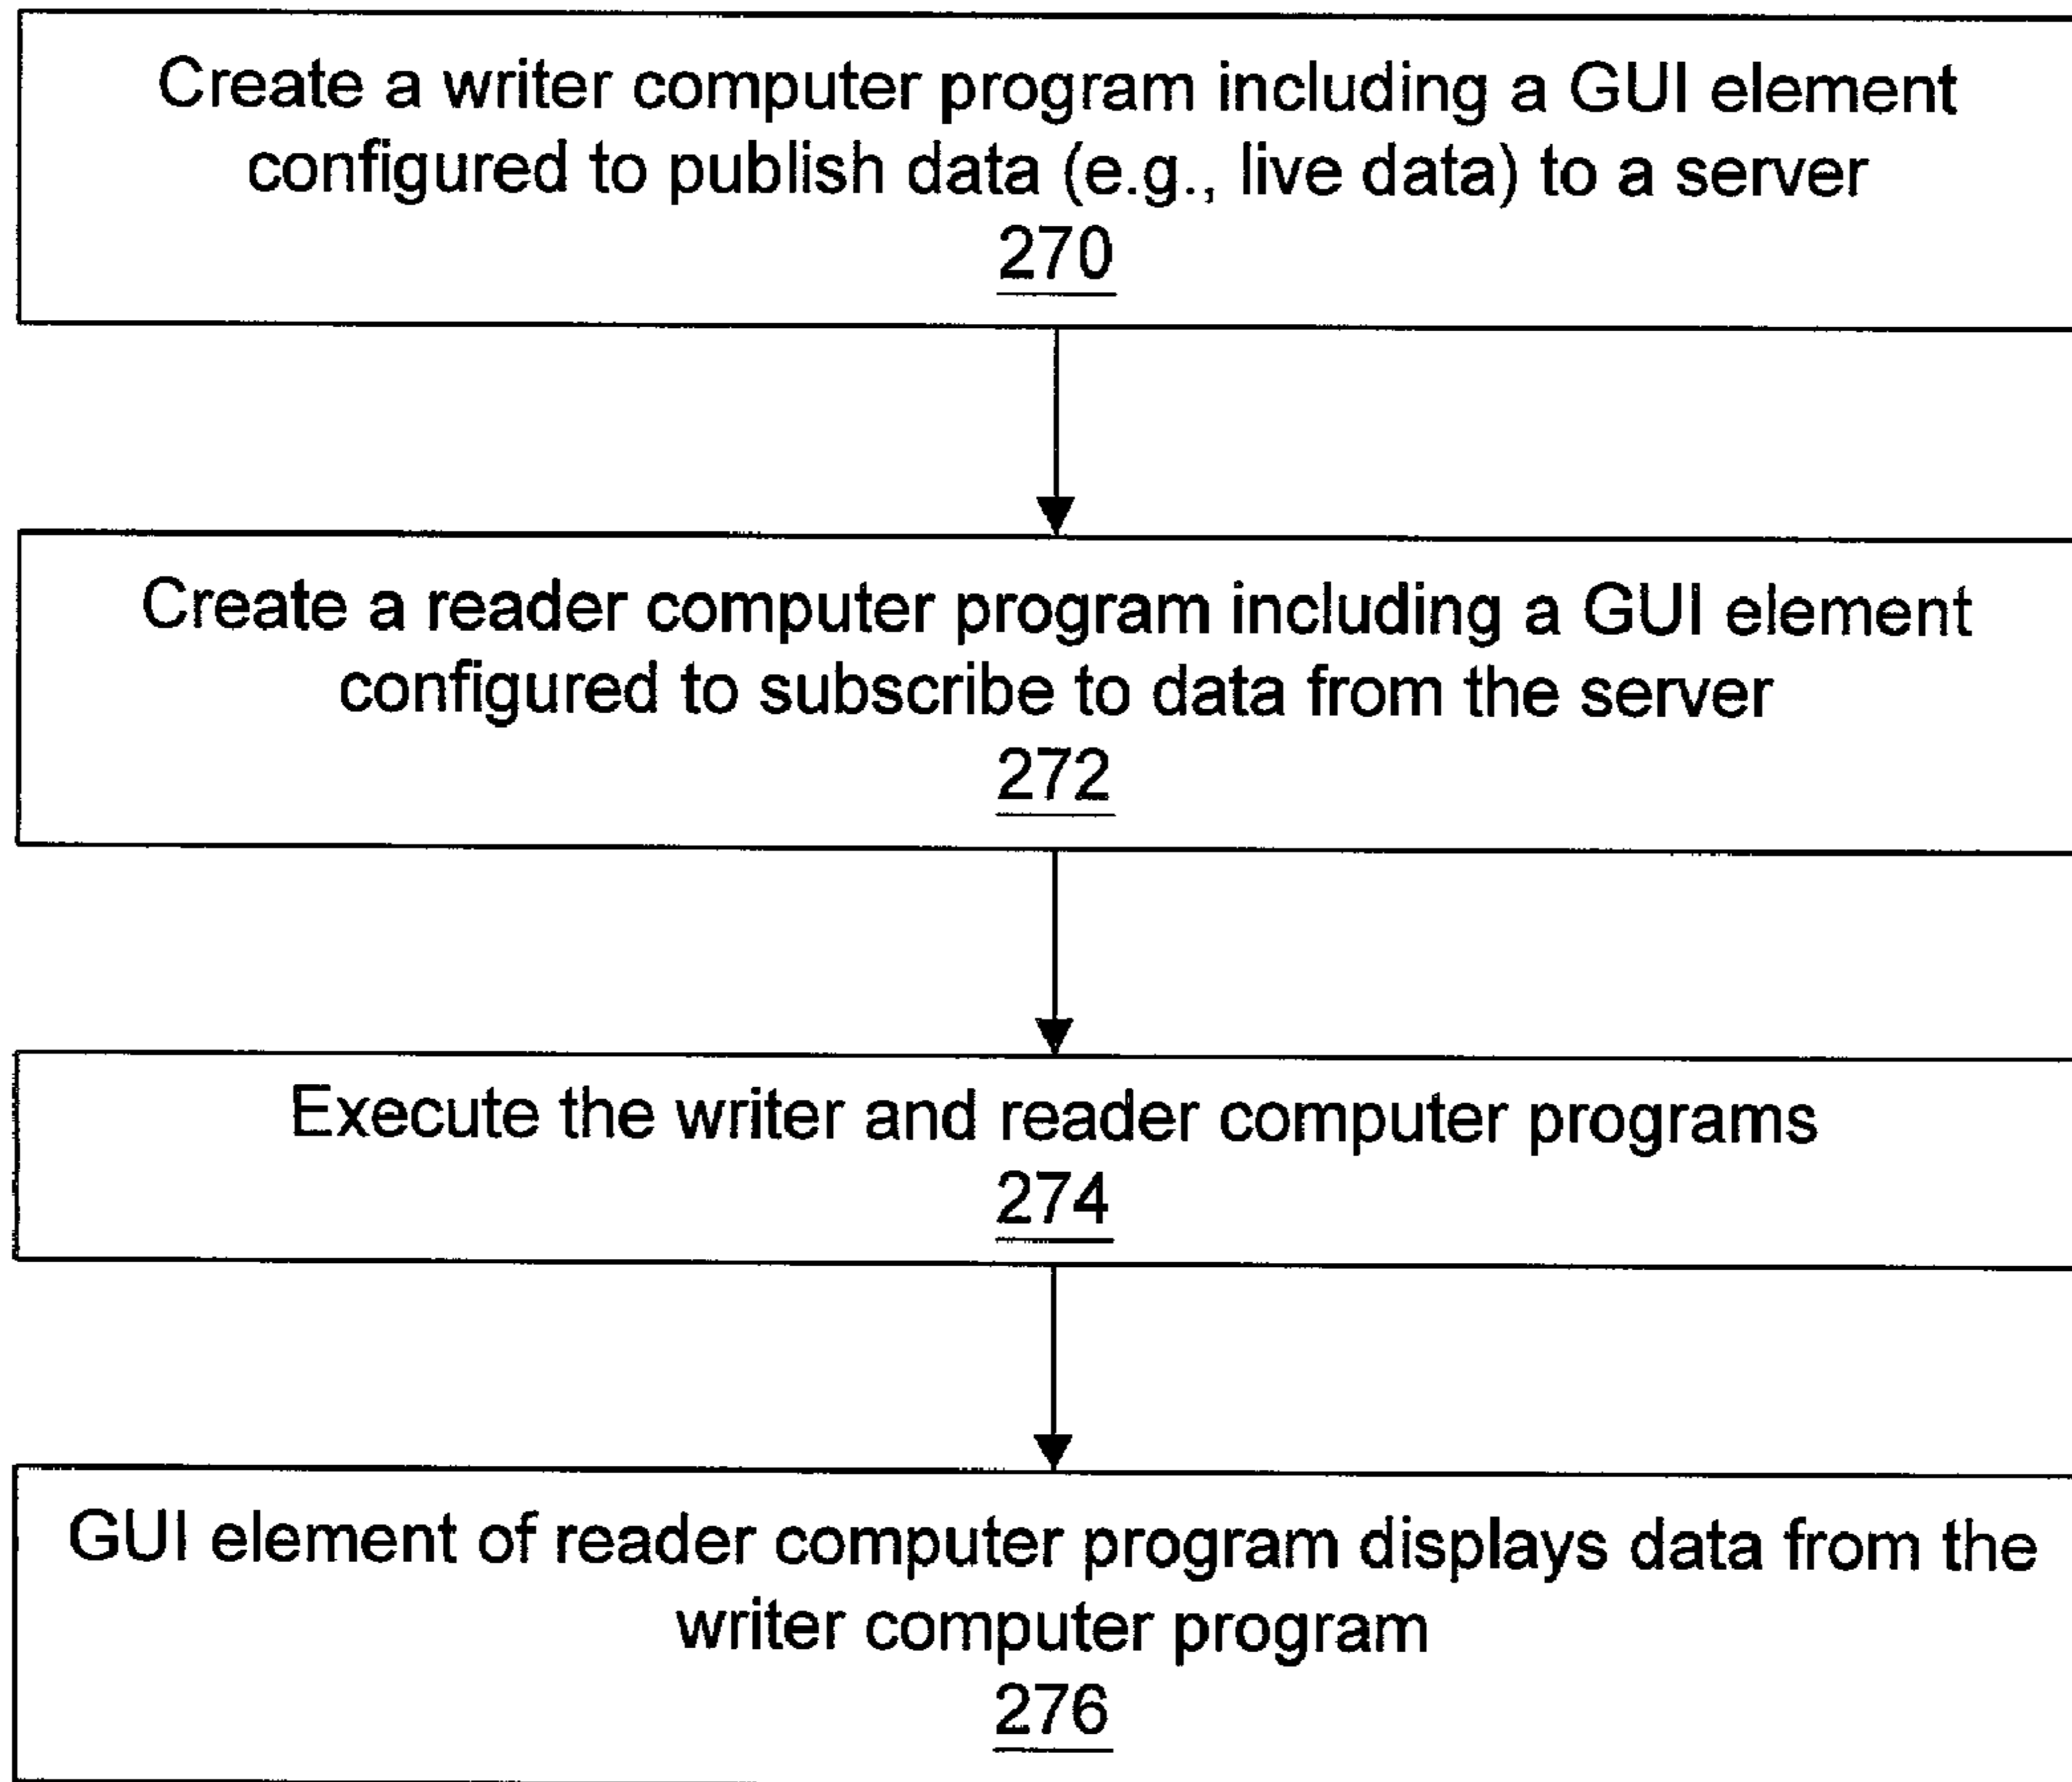 Create a writer computer program including a GUI element
configured to publish data (e.g., live data) to a server
270
Create a reader computer program including a GUI element
configured to subscribe to data from the server
272
Execute the writer and reader computer programs
274
GUI element of reader computer program displays data from the
writer computer program
276